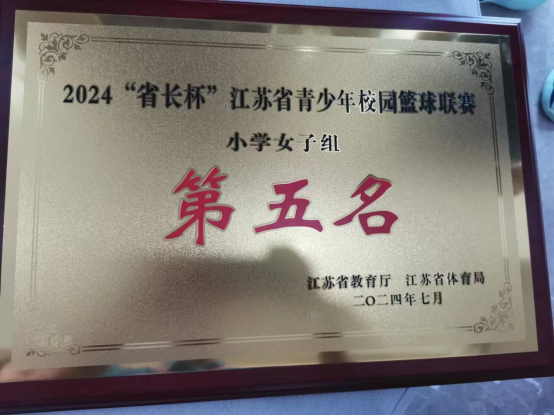 2024“省长杯”江苏省青少年校园篮球联赛
小学女子组
第五名
江苏省教育厅 江苏省体育局
二〇二四年七月